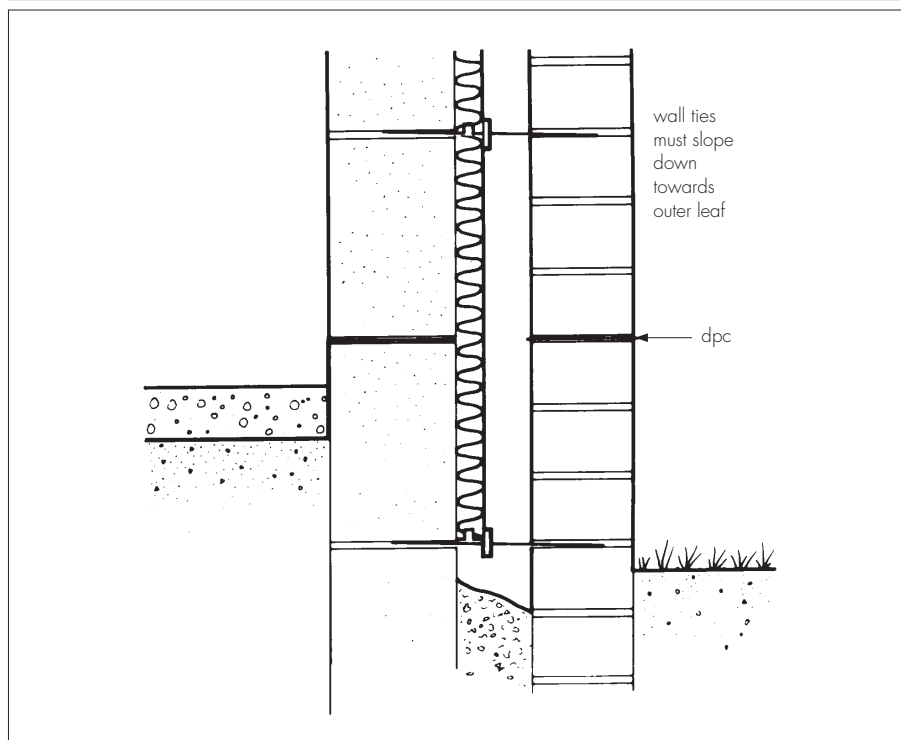 wall ties
must slope
down
towards
outer leaf
dpc